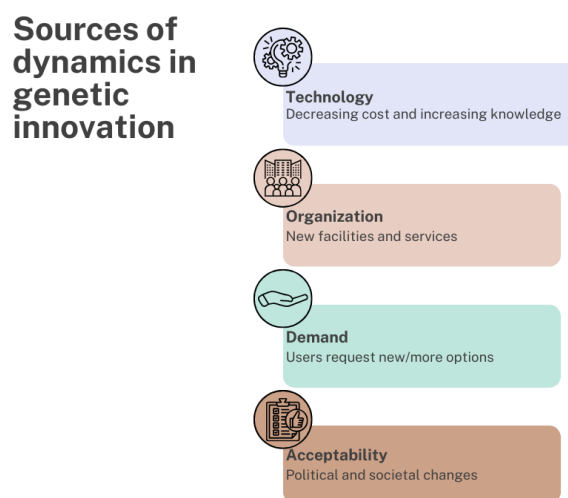 Sources of
dynamics in
genetic
innovation
Technology
Decreasing cost and increasing knowledge
Organization
New facilities and services
Demand
Users request new/more options
Acceptability
Political and societal changes